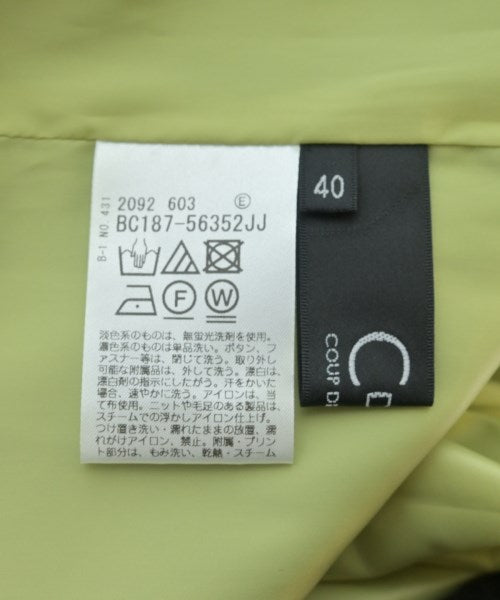 B-1 NO. 431
2092 603 Ⓔ
BC187-56352JJ
F W
淡色系のものは、無蛍光洗剤を使用。
濃色系のものは単品洗い。ボタン、フ
ァスナー等は、閉じて洗う。取り外し
可能な附属品は、外して洗う。漂白は、
漂白剤の指示にしたがう。汗をかいた
場合、速やかに洗う。アイロンは、当
て布使用。ニットや毛足のある製品は、
スチームでの浮かしアイロン仕上げ。
つけ置き洗い・濡れたままの放置、濡
れがけアイロン、禁止。附属・プリン
ト部分は、もみ洗い、乾熱・スチーム
40
C
COUP D